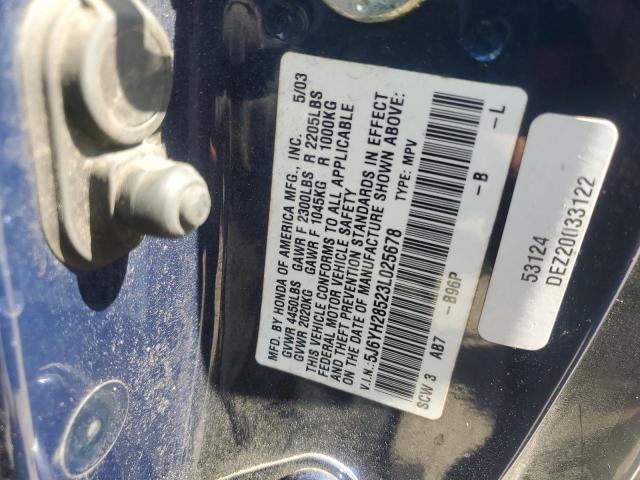 MFD. BY HONDA OF AMERICA MFG., INC. 5/03
GVWR 4450LBS GAWR F 2300LBS R 2205LBS
GVWR 2020KG GAWR F 1045KG R 1000KG
THIS VEHICLE CONFORMS TO ALL APPLICABLE
FEDERAL MOTOR VEHICLE SAFETY
AND THEFT PREVENTION STANDARDS IN EFFECT
ON THE DATE OF MANUFACTURE SHOWN ABOVE:
V.I.N.:5J6YH28523L025678 TYPE: MPV
SCW 3 AB7 - B96P - B - L
53124
DEZ20U33122